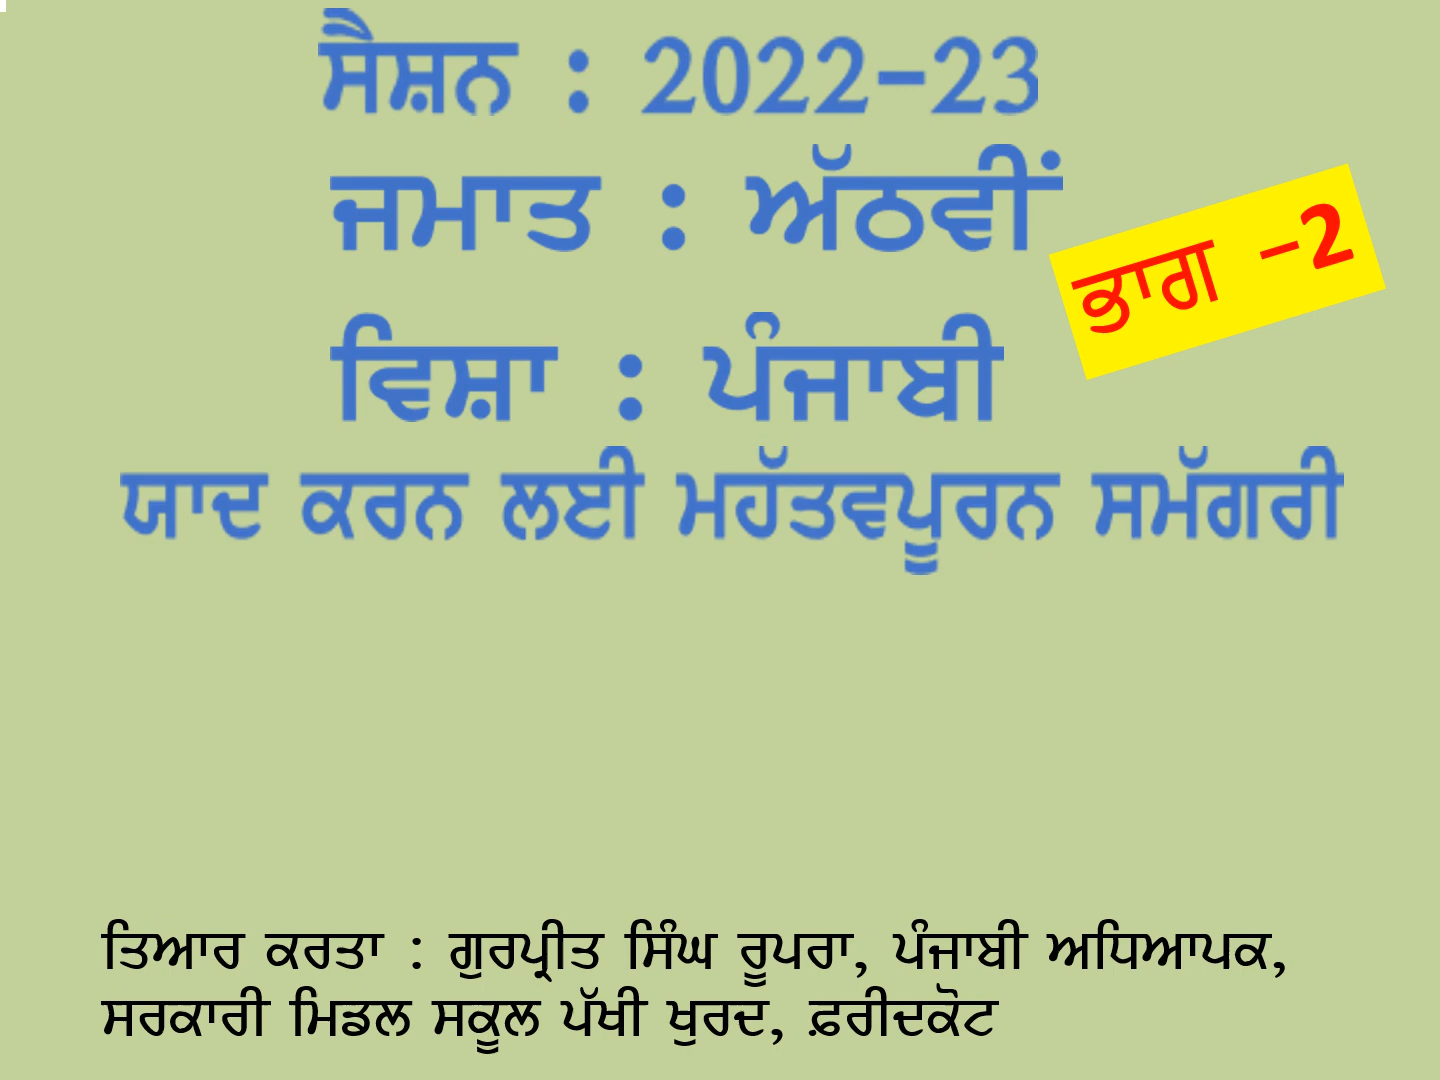 ਸੈਸ਼ਨ : 2022-23
ਜਮਾਤ : ਅੱਠਵੀਂ
ਭਾਗ -2
ਵਿਸ਼ਾ : ਪੰਜਾਬੀ
ਯਾਦ ਕਰਨ ਲਈ ਮਹੱਤਵਪੂਰਨ ਸਮੱਗਰੀ
ਤਿਆਰ ਕਰਤਾ : ਗੁਰਪ੍ਰੀਤ ਸਿੰਘ ਰੂਪਰਾ, ਪੰਜਾਬੀ ਅਧਿਆਪਕ,
ਸਰਕਾਰੀ ਮਿਡਲ ਸਕੂਲ ਪੱਖੀ ਖੁਰਦ, ਫ਼ਰੀਦਕੋਟ